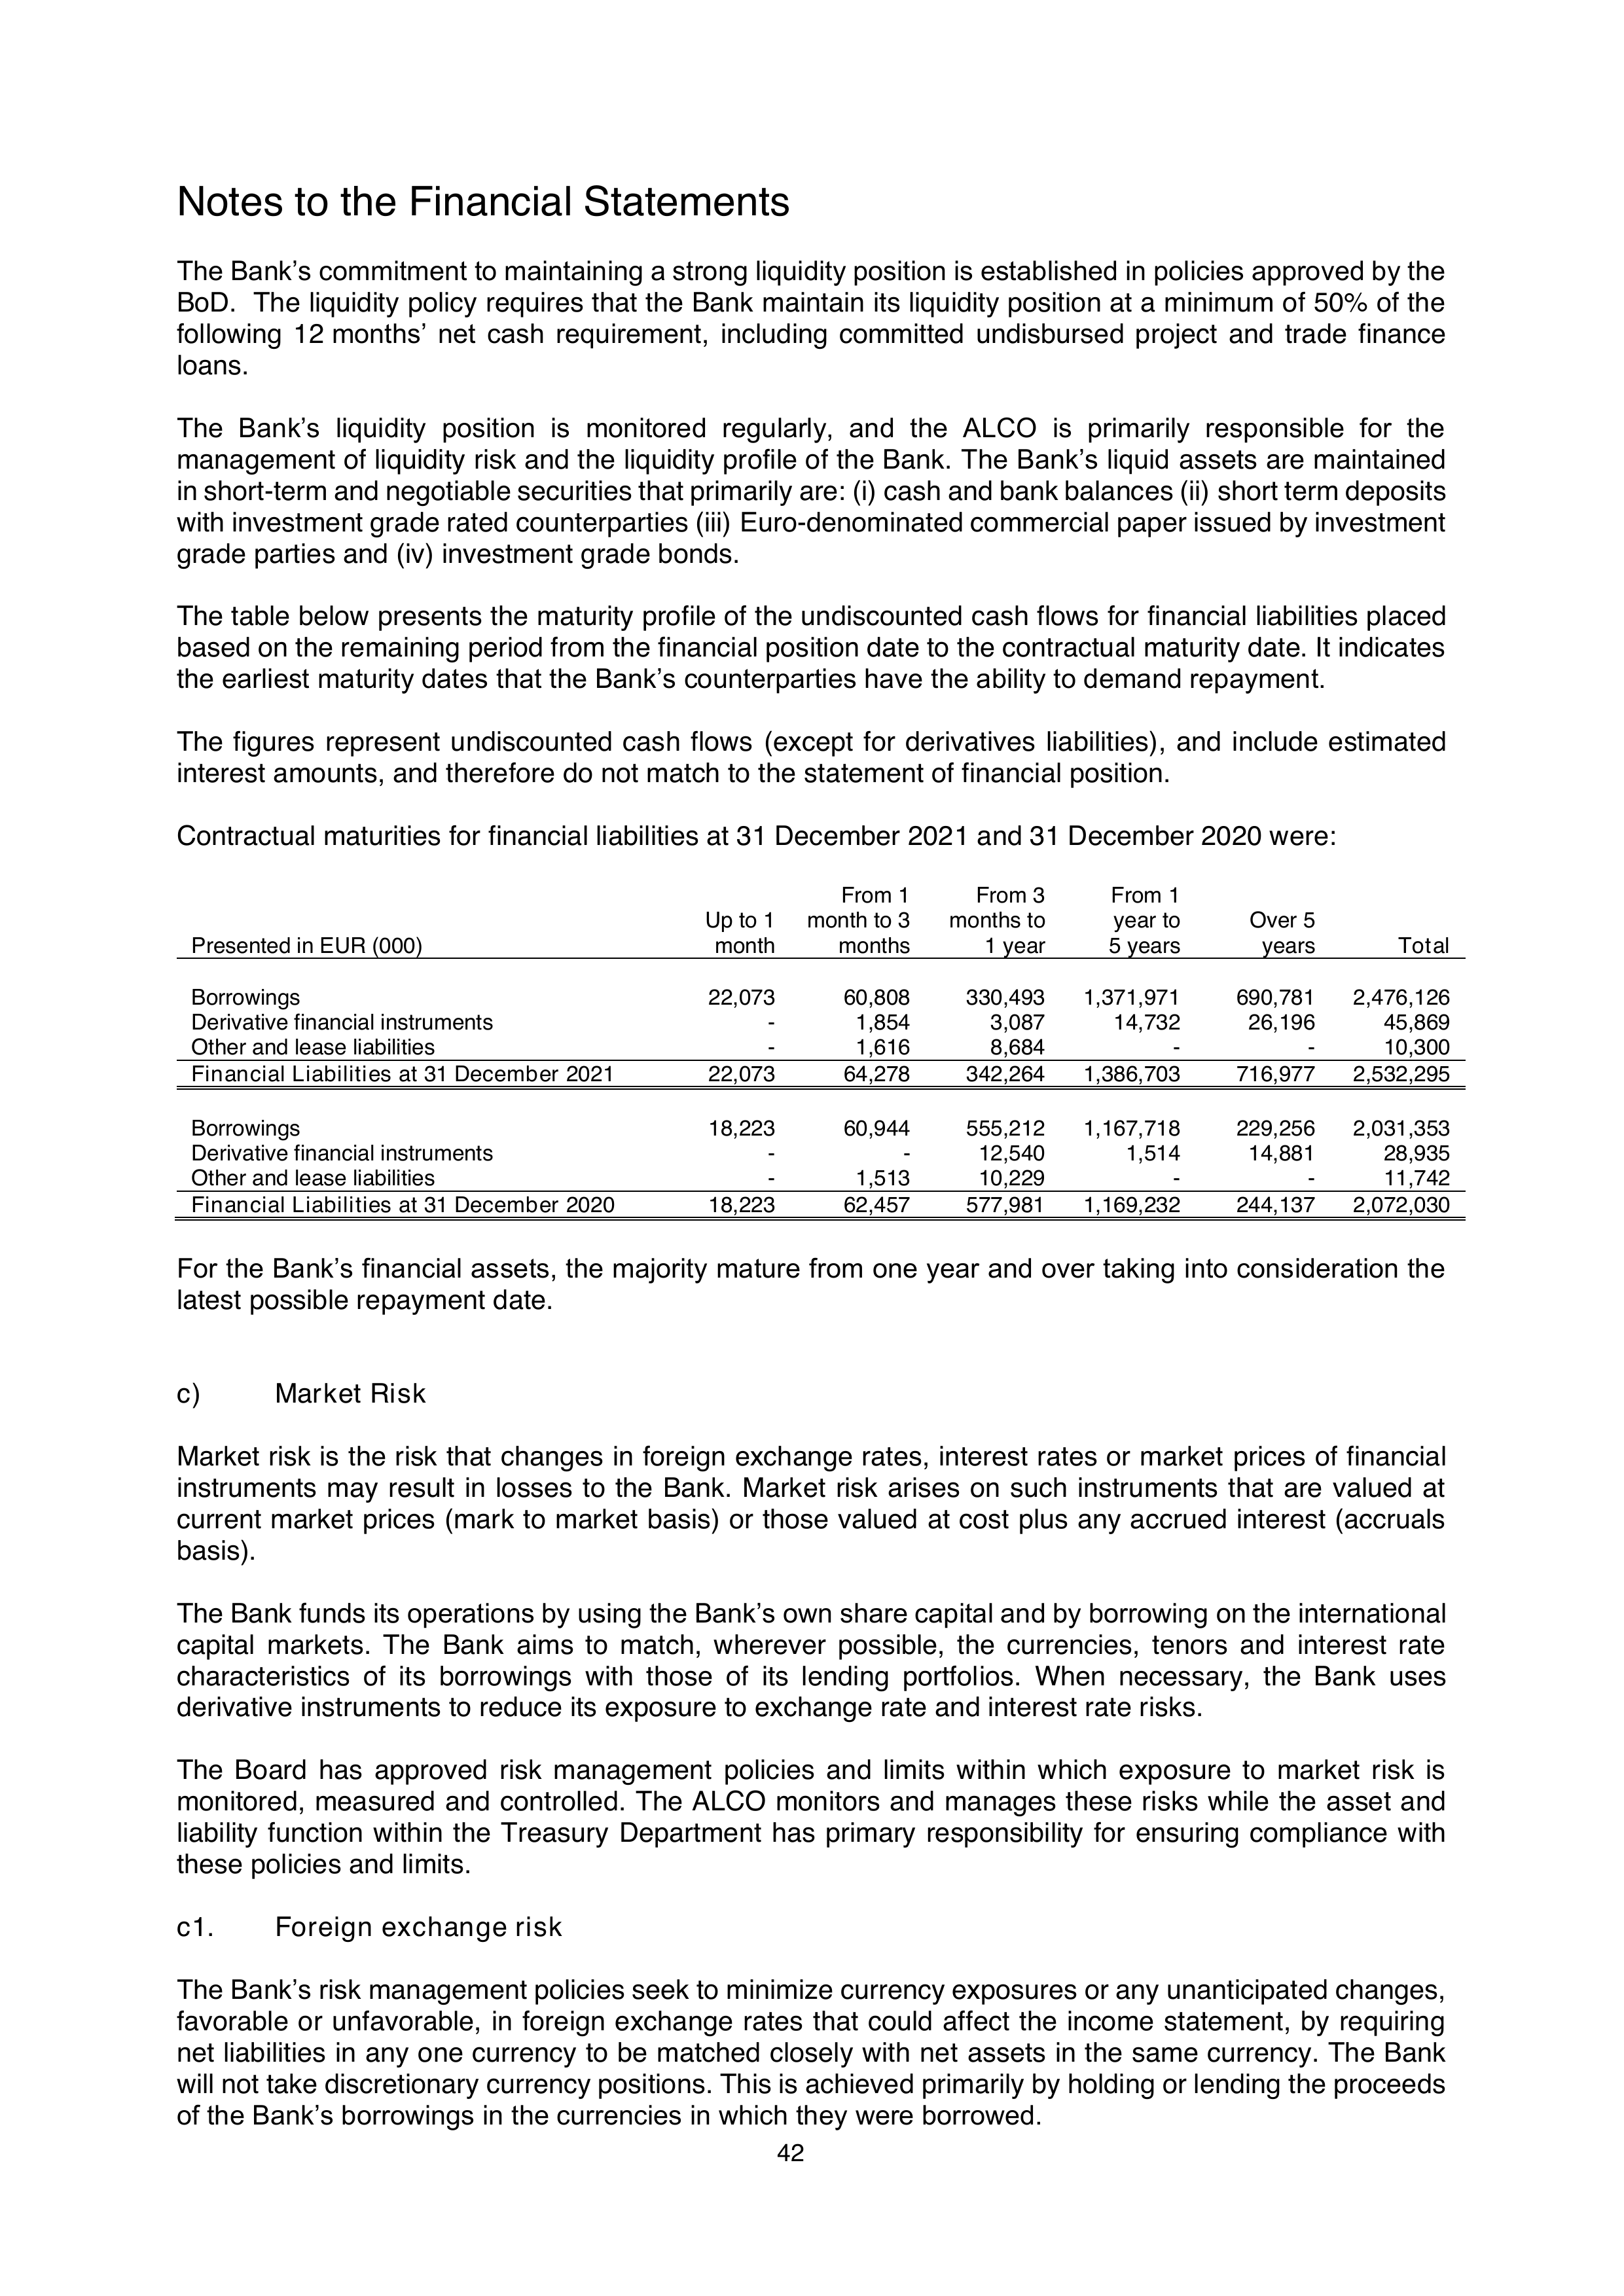 Notes to the Financial Statements
The Bank’s commitment to maintaining a strong liquidity position is established in policies approved by the
BoD.  The liquidity policy requires that the Bank maintain its liquidity position at a minimum of 50% of the
following 12 months’ net cash requirement, including committed undisbursed project and trade finance
loans.
The Bank’s liquidity position is monitored regularly, and the ALCO is primarily responsible for the
management of liquidity risk and the liquidity profile of the Bank. The Bank’s liquid assets are maintained
in short-term and negotiable securities that primarily are: (i) cash and bank balances (ii) short term deposits
with investment grade rated counterparties (iii) Euro-denominated commercial paper issued by investment
grade parties and (iv) investment grade bonds.
The table below presents the maturity profile of the undiscounted cash flows for financial liabilities placed
based on the remaining period from the financial position date to the contractual maturity date. It indicates
the earliest maturity dates that the Bank’s counterparties have the ability to demand repayment.
The figures represent undiscounted cash flows (except for derivatives liabilities), and include estimated
interest amounts, and therefore do not match to the statement of financial position.
Contractual maturities for financial liabilities at 31 December 2021 and 31 December 2020 were:
From 1 From 3 From 1
Up to 1 month to 3 months to year to Over 5
Presented in EUR (000) month months 1 year 5 years years Total
Borrowings 22,073 60,808 330,493 1,371,971 690,781 2,476,126
Derivative financial instruments - 1,854 3,087 14,732 26,196 45,869
Other and lease liabilities - 1,616 8,684 - - 10,300
Financial Liabilities at 31 December 2021 22,073 64,278 342,264 1,386,703 716,977 2,532,295
Borrowings 18,223 60,944 555,212 1,167,718 229,256 2,031,353
Derivative financial instruments - - 12,540 1,514 14,881 28,935
Other and lease liabilities - 1,513 10,229 - - 11,742
Financial Liabilities at 31 December 2020 18,223 62,457 577,981 1,169,232 244,137 2,072,030
For the Bank’s financial assets, the majority mature from one year and over taking into consideration the
latest possible repayment date.
c) Market Risk
Market risk is the risk that changes in foreign exchange rates, interest rates or market prices of financial
instruments may result in losses to the Bank. Market risk arises on such instruments that are valued at
current market prices (mark to market basis) or those valued at cost plus any accrued interest (accruals
basis).
The Bank funds its operations by using the Bank’s own share capital and by borrowing on the international
capital markets. The Bank aims to match, wherever possible, the currencies, tenors and interest rate
characteristics of its borrowings with those of its lending portfolios. When necessary, the Bank uses
derivative instruments to reduce its exposure to exchange rate and interest rate risks.
The Board has approved risk management policies and limits within which exposure to market risk is
monitored, measured and controlled. The ALCO monitors and manages these risks while the asset and
liability function within the Treasury Department has primary responsibility for ensuring compliance with
these policies and limits.
c1. Foreign exchange risk
The Bank’s risk management policies seek to minimize currency exposures or any unanticipated changes,
favorable or unfavorable, in foreign exchange rates that could affect the income statement, by requiring
net liabilities in any one currency to be matched closely with net assets in the same currency. The Bank
will not take discretionary currency positions. This is achieved primarily by holding or lending the proceeds
of the Bank’s borrowings in the currencies in which they were borrowed.
42